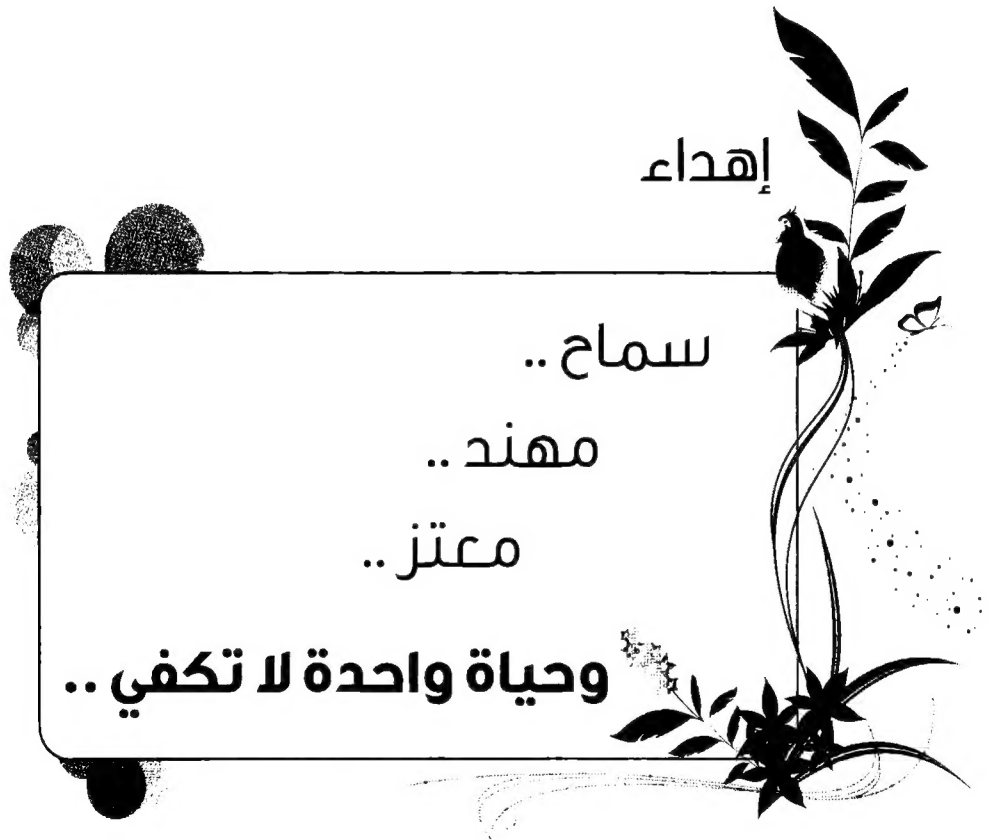 إهداء
سماح ..
مهند ..
معتز ..
وحياة واحدة لا تكفي ..